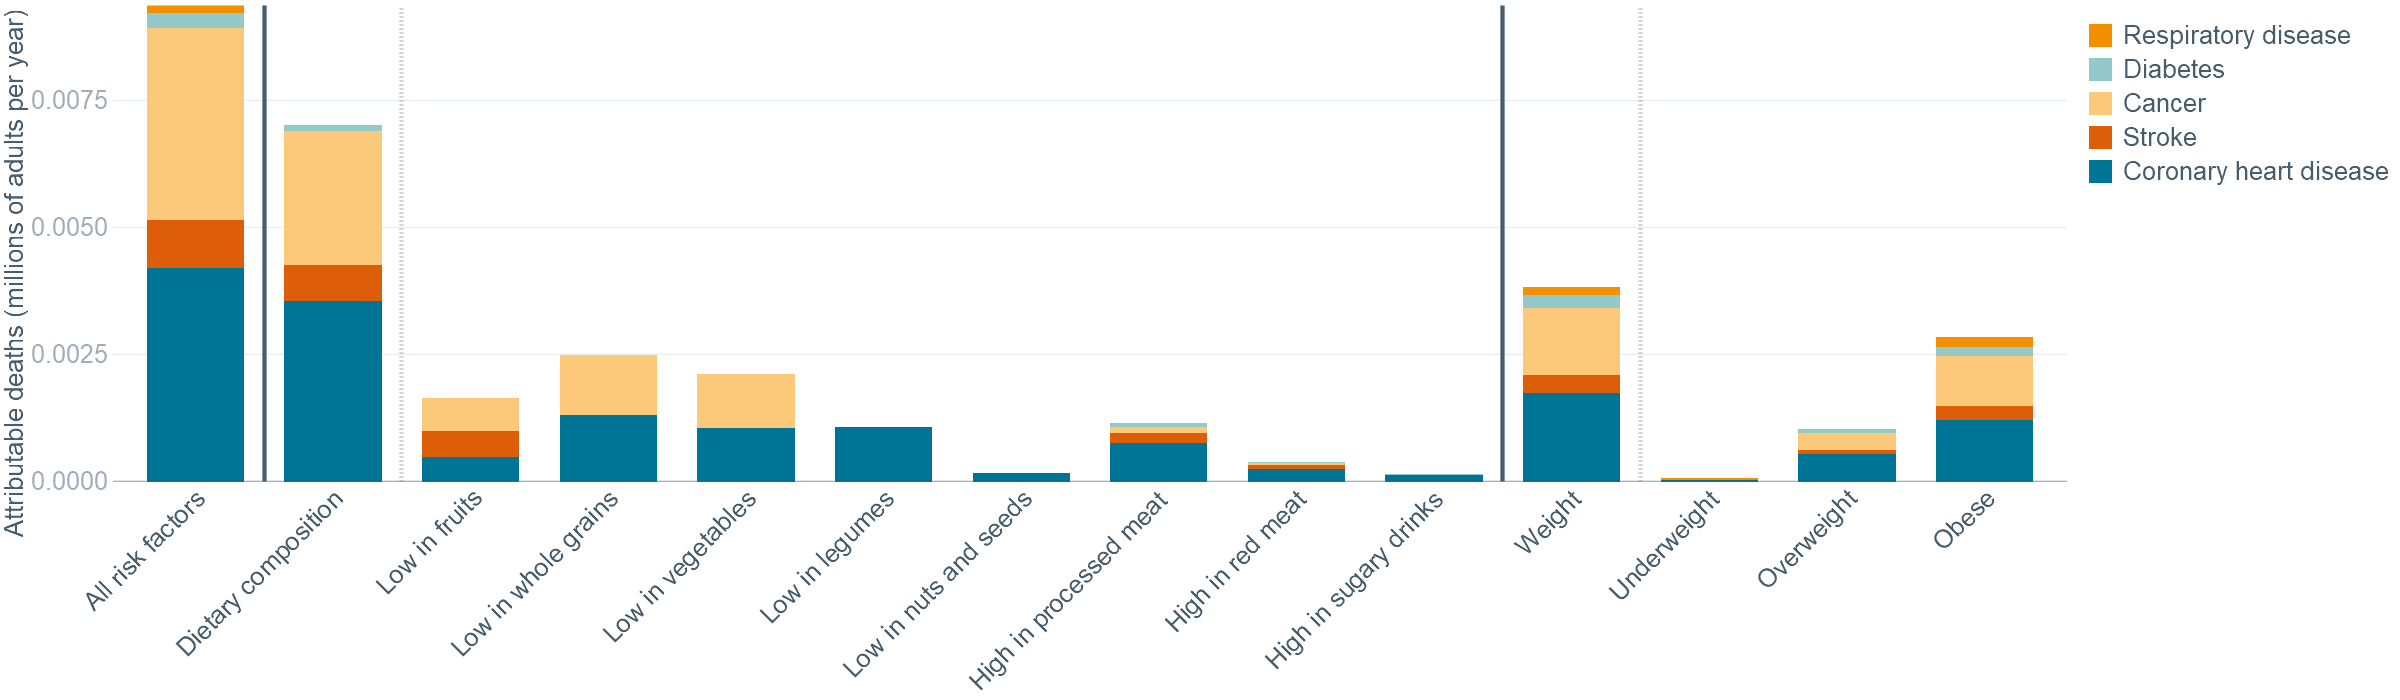 Attributable deaths (millions of adults per year)
0.0075
0.0050
0.0025
0.0000
All risk factors
Dietary composition
Low in fruits
Low in whole grains
Low in vegetables
Low in legumes
Low in nuts and seeds
High in processed meat
High in red meat
High in sugary drinks
Weight
Underweight
Overweight
Obese
Respiratory disease
Diabetes
Cancer
Stroke
Coronary heart disease